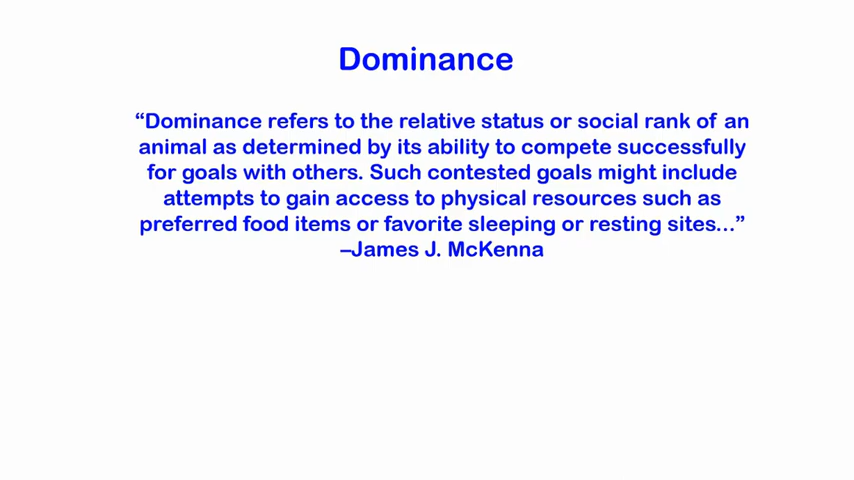 Dominance
“Dominance refers to the relative status or social rank of an
animal as determined by its ability to compete successfully
for goals with others. Such contested goals might include
attempts to gain access to physical resources such as
preferred food items or favorite sleeping or resting sites...”
–James J. McKenna